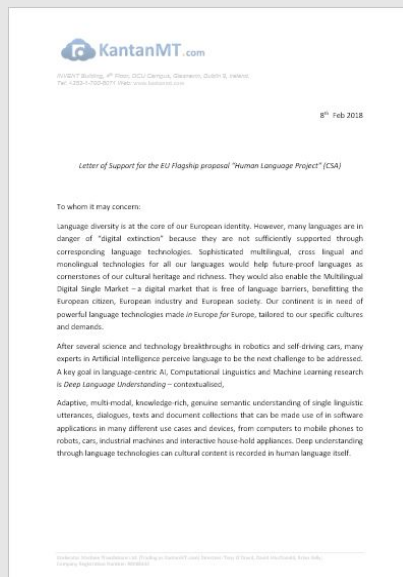 KantanMT.com
INVENT Building, 4th Floor, DCU Campus, Glasnevin, Dublin 9, Ireland.
8th Feb 2018
Letter of Support for the EU Flagship proposal "Human Language Project" (CSA)
To whom it may concern:
Language diversity is at the core of our European identity. However, many languages are in
danger of "digital extinction" because they are not sufficiently supported through
corresponding language technologies. Sophisticated multilingual, cross lingual and
monolingual technologies for all our languages would help future-proof languages as
cornerstones of our cultural heritage and richness. They would also enable the Multilingual
Digital Single Market – a digital market that is free of language barriers, benefitting the
European citizen, European industry and European society. Our continent is in need of
powerful language technologies made in Europe for Europe, tailored to our specific cultures
and demands.
After several science and technology breakthroughs in robotics and self-driving cars, many
experts in Artificial Intelligence perceive language to be the next challenge to be addressed.
A key goal in language-centric AI, Computational Linguistics and Machine Learning research
is Deep Language Understanding – contextualised,
Adaptive, multi-modal, knowledge-rich, genuine semantic understanding of single linguistic
utterances, dialogues, texts and document collections that can be made use of in software
applications in many different use cases and devices, from computers to mobile phones to
robots, cars, industrial machines and interactive house-hold appliances. Deep understanding
through language technologies can cultural content is recorded in human language itself.